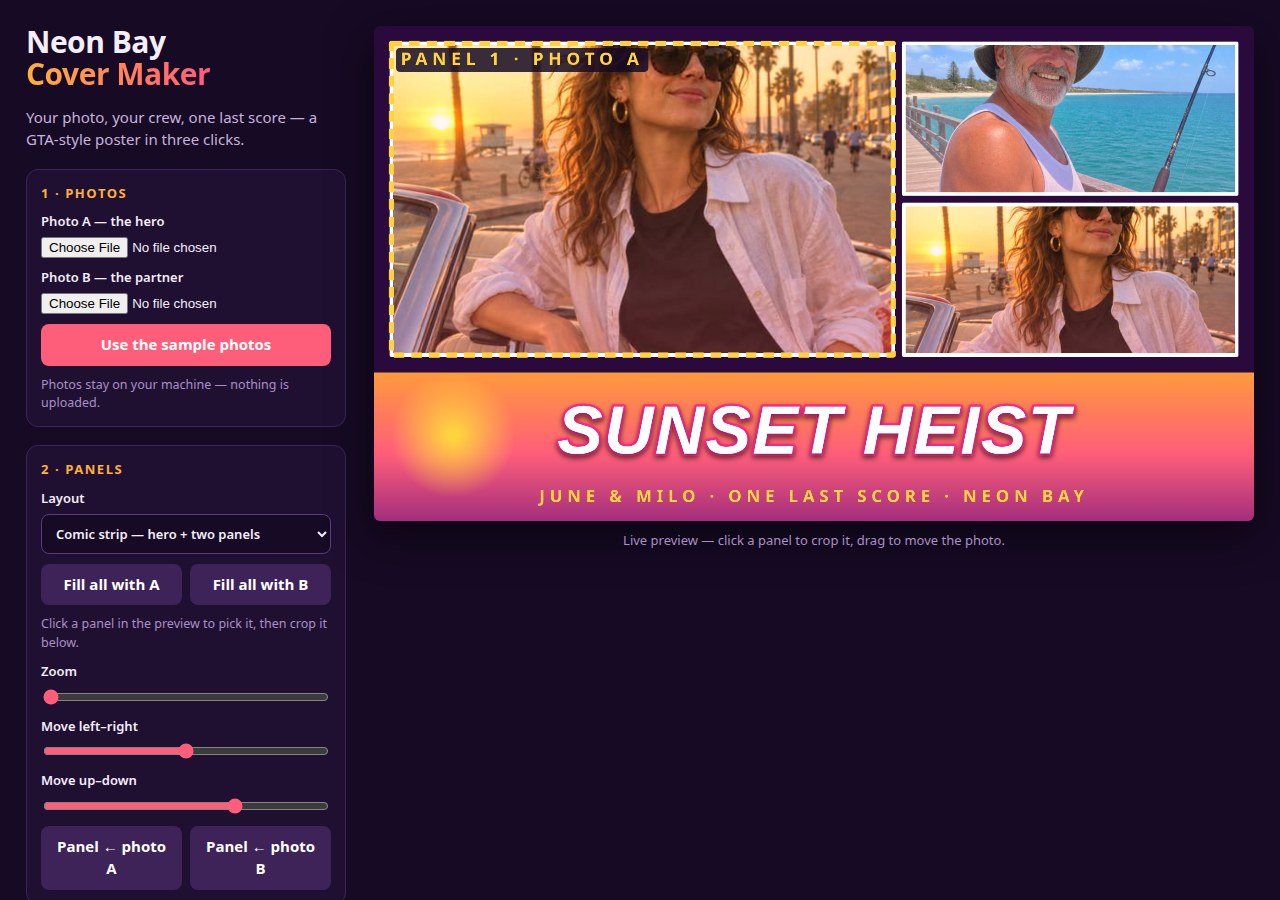 Neon Bay
Cover Maker
Your photo, your crew, one last score — a
GTA-style poster in three clicks.
1 · PHOTOS
Photo A — the hero
Choose File No file chosen
Photo B — the partner
Choose File No file chosen
Use the sample photos
Photos stay on your machine — nothing is
uploaded.
2 · PANELS
Layout
Comic strip — hero + two panels
Fill all with A
Fill all with B
Click a panel in the preview to pick it, then crop it
below.
Zoom
Move left–right
Move up–down
Panel ← photo
A
Panel ← photo
B
PANEL 1 · PHOTO A
SUNSET HEIST
JUNE & MILO · ONE LAST SCORE · NEON BAY
Live preview — click a panel to crop it, drag to move the photo.